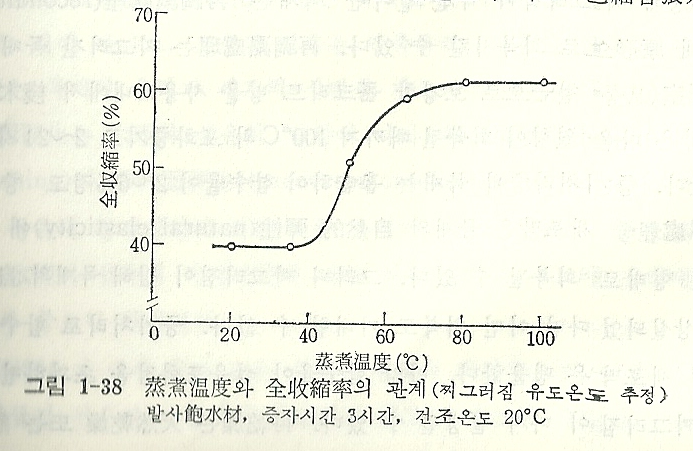 70
60
50
40
全收縮率(%)
0 20 40 60 80 100
蒸煮溫度(℃)
그림 1-38 蒸煮溫度와 全收縮率의 관계(찌그러짐 유도온도 추정)
발사飽水材, 증자시간 3시간, 건조온도 20°C